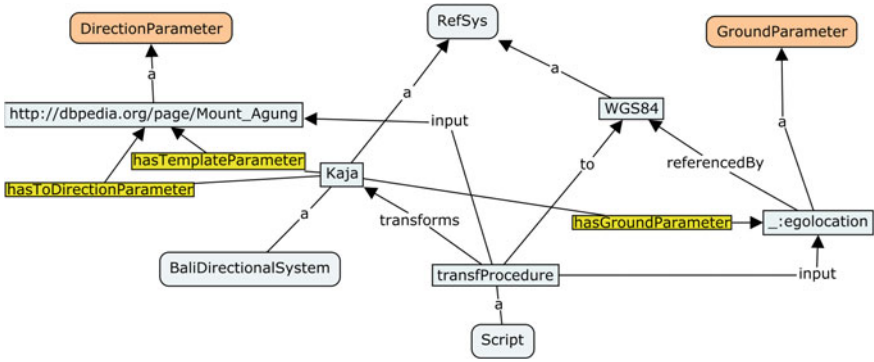 DirectionParameter
RefSys
GroundParameter
a
a
a
a
http://dbpedia.org/page/Mount_Agung
WGS84
input
hasTemplateParameter
to
referencedBy
Kaja
hasToDirectionParameter
a
transforms
hasGroundParameter
_:egolocation
BaliDirectionalSystem
transfProcedure
input
a
Script